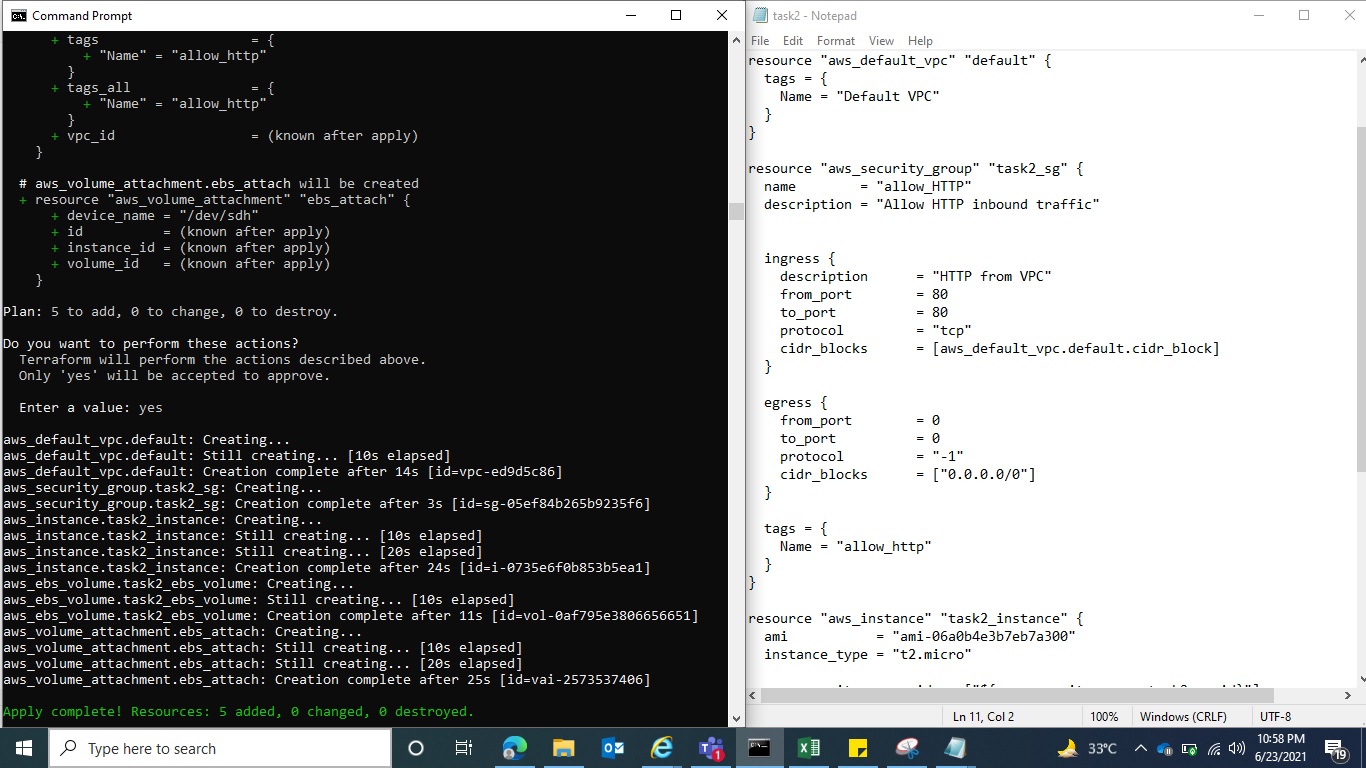 Command Prompt
+ tags = {
+ "Name" = "allow_http"
}
+ tags_all = {
+ "Name" = "allow_http"
}
+ vpc_id = (known after apply)
}
# aws_volume_attachment.ebs_attach will be created
+ resource "aws_volume_attachment" "ebs_attach" {
+ device_name = "/dev/sdh"
+ id = (known after apply)
+ instance_id = (known after apply)
+ volume_id = (known after apply)
}
Plan: 5 to add, 0 to change, 0 to destroy.
Do you want to perform these actions?
Terraform will perform the actions described above.
Only 'yes' will be accepted to approve.
Enter a value: yes
aws_default_vpc.default: Creating...
aws_default_vpc.default: Still creating... [10s elapsed]
aws_default_vpc.default: Creation complete after 14s [id=vpc-ed9d5c86]
aws_security_group.task2_sg: Creating...
aws_security_group.task2_sg: Creation complete after 3s [id=sg-05ef84b265b9235f6]
aws_instance.task2_instance: Creating...
aws_instance.task2_instance: Still creating... [10s elapsed]
aws_instance.task2_instance: Still creating... [20s elapsed]
aws_instance.task2_instance: Creation complete after 24s [id=i-0735e6f0b853b5ea1]
aws_ebs_volume.task2_ebs_volume: Creating...
aws_ebs_volume.task2_ebs_volume: Still creating... [10s elapsed]
aws_ebs_volume.task2_ebs_volume: Creation complete after 11s [id=vol-0af795e3806656651]
aws_volume_attachment.ebs_attach: Creating...
aws_volume_attachment.ebs_attach: Still creating... [10s elapsed]
aws_volume_attachment.ebs_attach: Still creating... [20s elapsed]
aws_volume_attachment.ebs_attach: Creation complete after 25s [id=vai-2573537406]
Apply complete! Resources: 5 added, 0 changed, 0 destroyed.
task2 - Notepad
File Edit Format View Help
resource "aws_default_vpc" "default" {
tags = {
Name = "Default VPC"
}
}
resource "aws_security_group" "task2_sg" {
name = "allow_HTTP"
description = "Allow HTTP inbound traffic"
ingress {
description = "HTTP from VPC"
from_port = 80
to_port = 80
protocol = "tcp"
cidr_blocks = [aws_default_vpc.default.cidr_block]
}
egress {
from_port = 0
to_port = 0
protocol = "-1"
cidr_blocks = ["0.0.0.0/0"]
}
tags = {
Name = "allow_http"
}
}
resource "aws_instance" "task2_instance" {
ami = "ami-06a0b4e3b7eb7a300"
instance_type = "t2.micro"
Ln 11, Col 2 100% Windows (CRLF) UTF-8
Type here to search
1
33°C
10:58 PM
6/23/2021
19